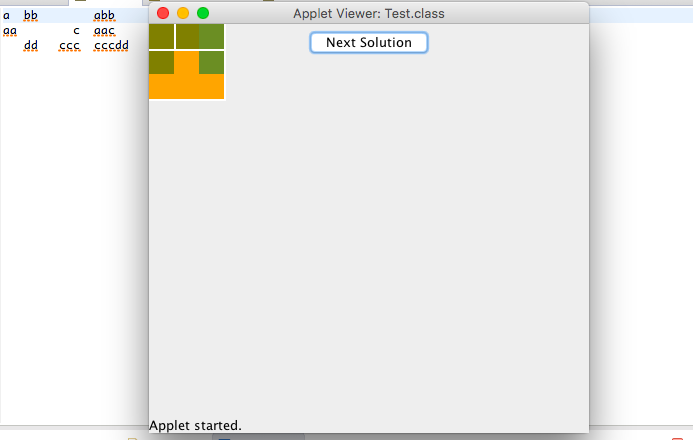 a bb abb
aa c aac
dd ccc cccdd
Applet Viewer: Test.class
Next Solution
Applet started.